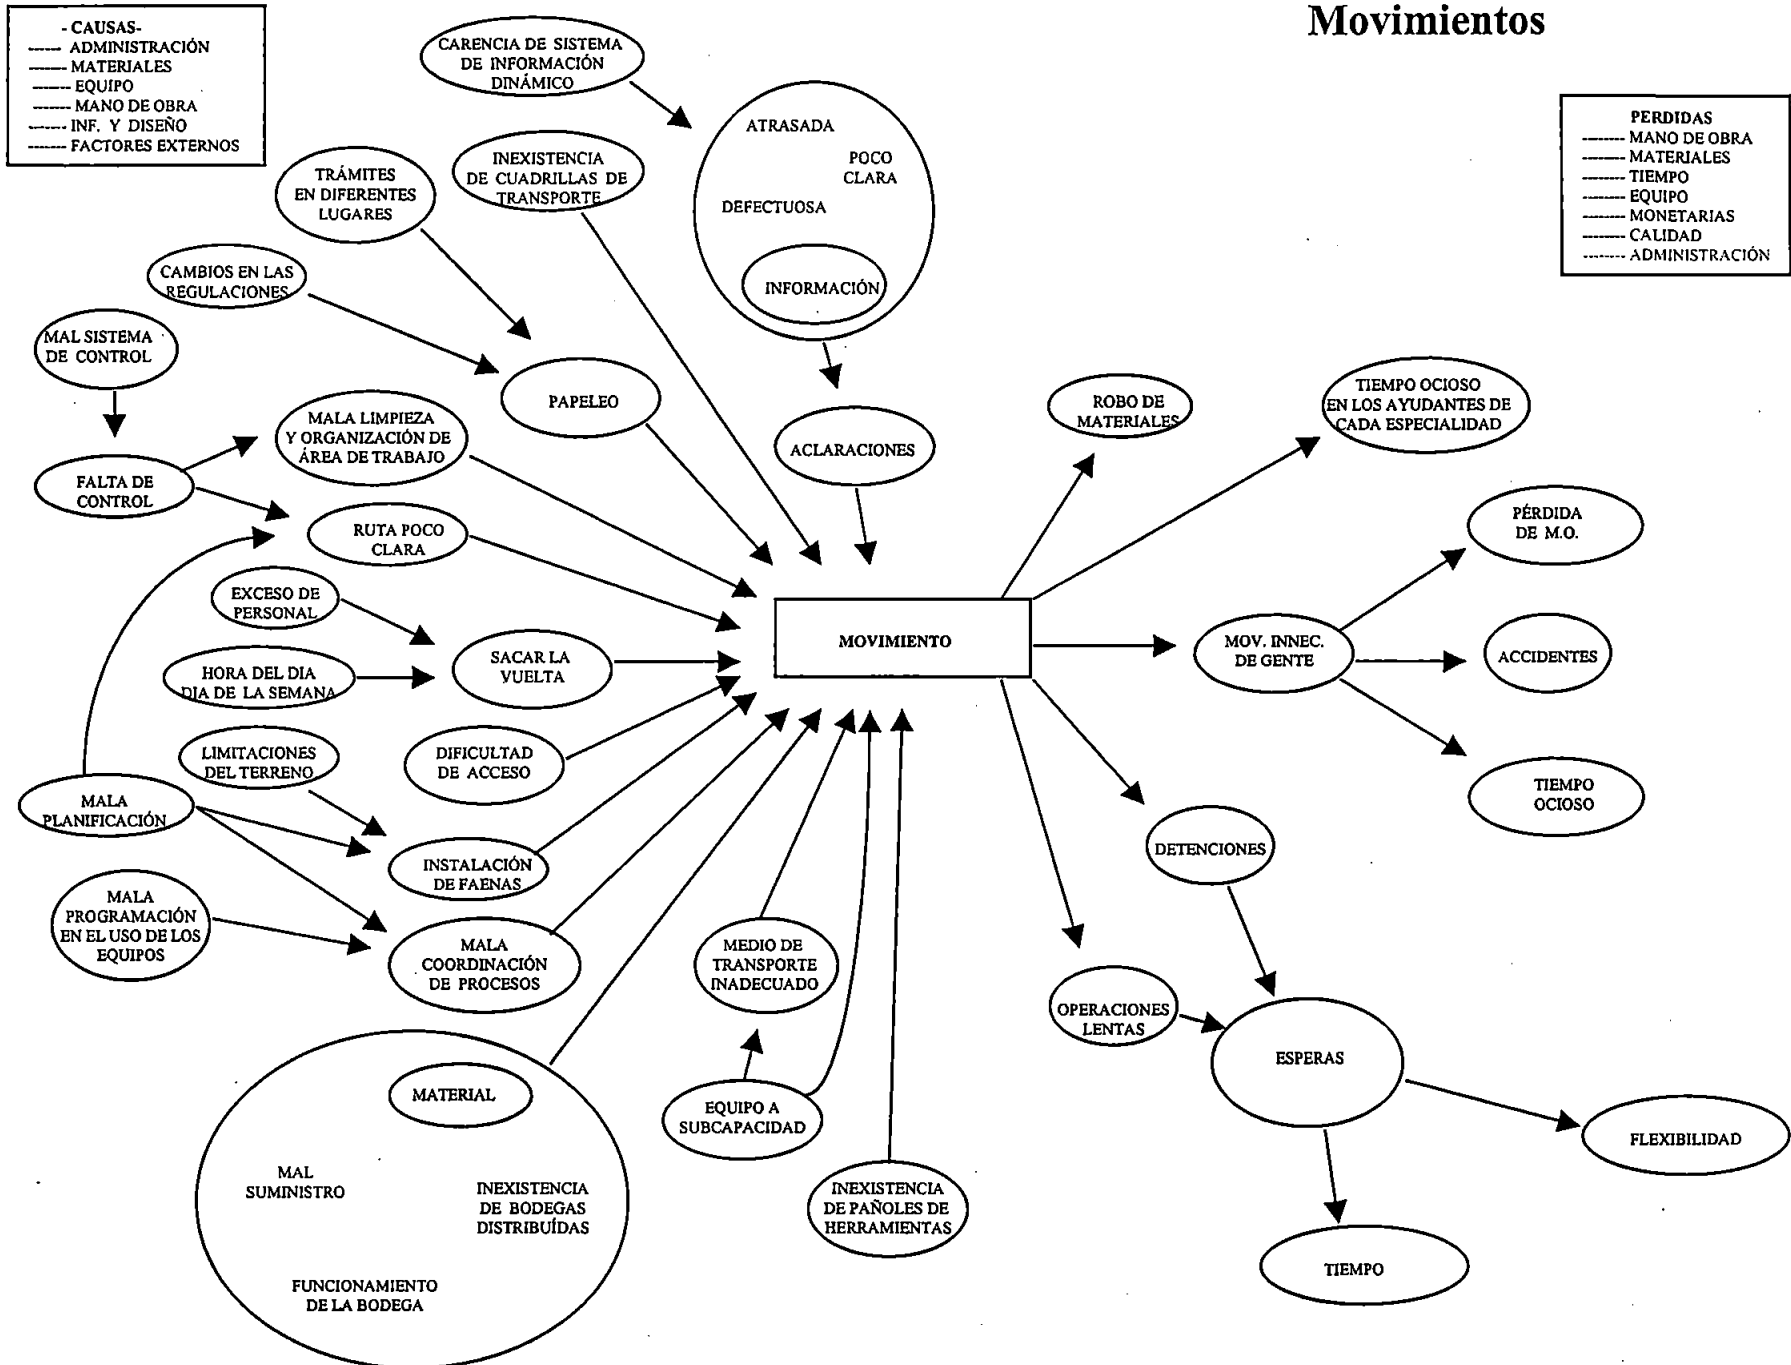 Movimientos
- CAUSAS-
------ ADMINISTRACIÓN
------ MATERIALES
------ EQUIPO
------ MANO DE OBRA
------ INF. Y DISEÑO
------ FACTORES EXTERNOS
PERDIDAS
------ MANO DE OBRA
------ MATERIALES
------ TIEMPO
------ EQUIPO
------ MONETARIAS
------ CALIDAD
------ ADMINISTRACIÓN
CARENCIA DE SISTEMA
DE INFORMACIÓN
DINÁMICO
ATRASADA
POCO
CLARA
DEFECTUOSA
INFORMACIÓN
INEXISTENCIA
DE CUADRILLAS DE
TRANSPORTE
TRÁMITES
EN DIFERENTES
LUGARES
CAMBIOS EN LAS
REGULACIONES
MAL SISTEMA
DE CONTROL
PAPELEO
MALA LIMPIEZA
Y ORGANIZACIÓN DE
ÁREA DE TRABAJO
ACLARACIONES
FALTA DE
CONTROL
RUTA POCO
CLARA
EXCESO DE
PERSONAL
HORA DEL DIA
DIA DE LA SEMANA
SACAR LA
VUELTA
MOVIMIENTO
LIMITACIONES
DEL TERRENO
DIFICULTAD
DE ACCESO
MALA
PLANIFICACIÓN
INSTALACIÓN
DE FAENAS
MALA
PROGRAMACIÓN
EN EL USO DE LOS
EQUIPOS
MALA
COORDINACIÓN
DE PROCESOS
MEDIO DE
TRANSPORTE
INADECUADO
MATERIAL
MAL
SUMINISTRO
INEXISTENCIA
DE BODEGAS
DISTRIBUÍDAS
FUNCIONAMIENTO
DE LA BODEGA
EQUIPO A
SUBCAPACIDAD
INEXISTENCIA
DE PAÑOLES DE
HERRAMIENTAS
ROBO DE
MATERIALES
TIEMPO OCIOSO
EN LOS AYUDANTES DE
CADA ESPECIALIDAD
PÉRDIDA
DE M.O.
MOV. INNEC.
DE GENTE
ACCIDENTES
TIEMPO
OCIOSO
DETENCIONES
OPERACIONES
LENTAS
ESPERAS
FLEXIBILIDAD
TIEMPO